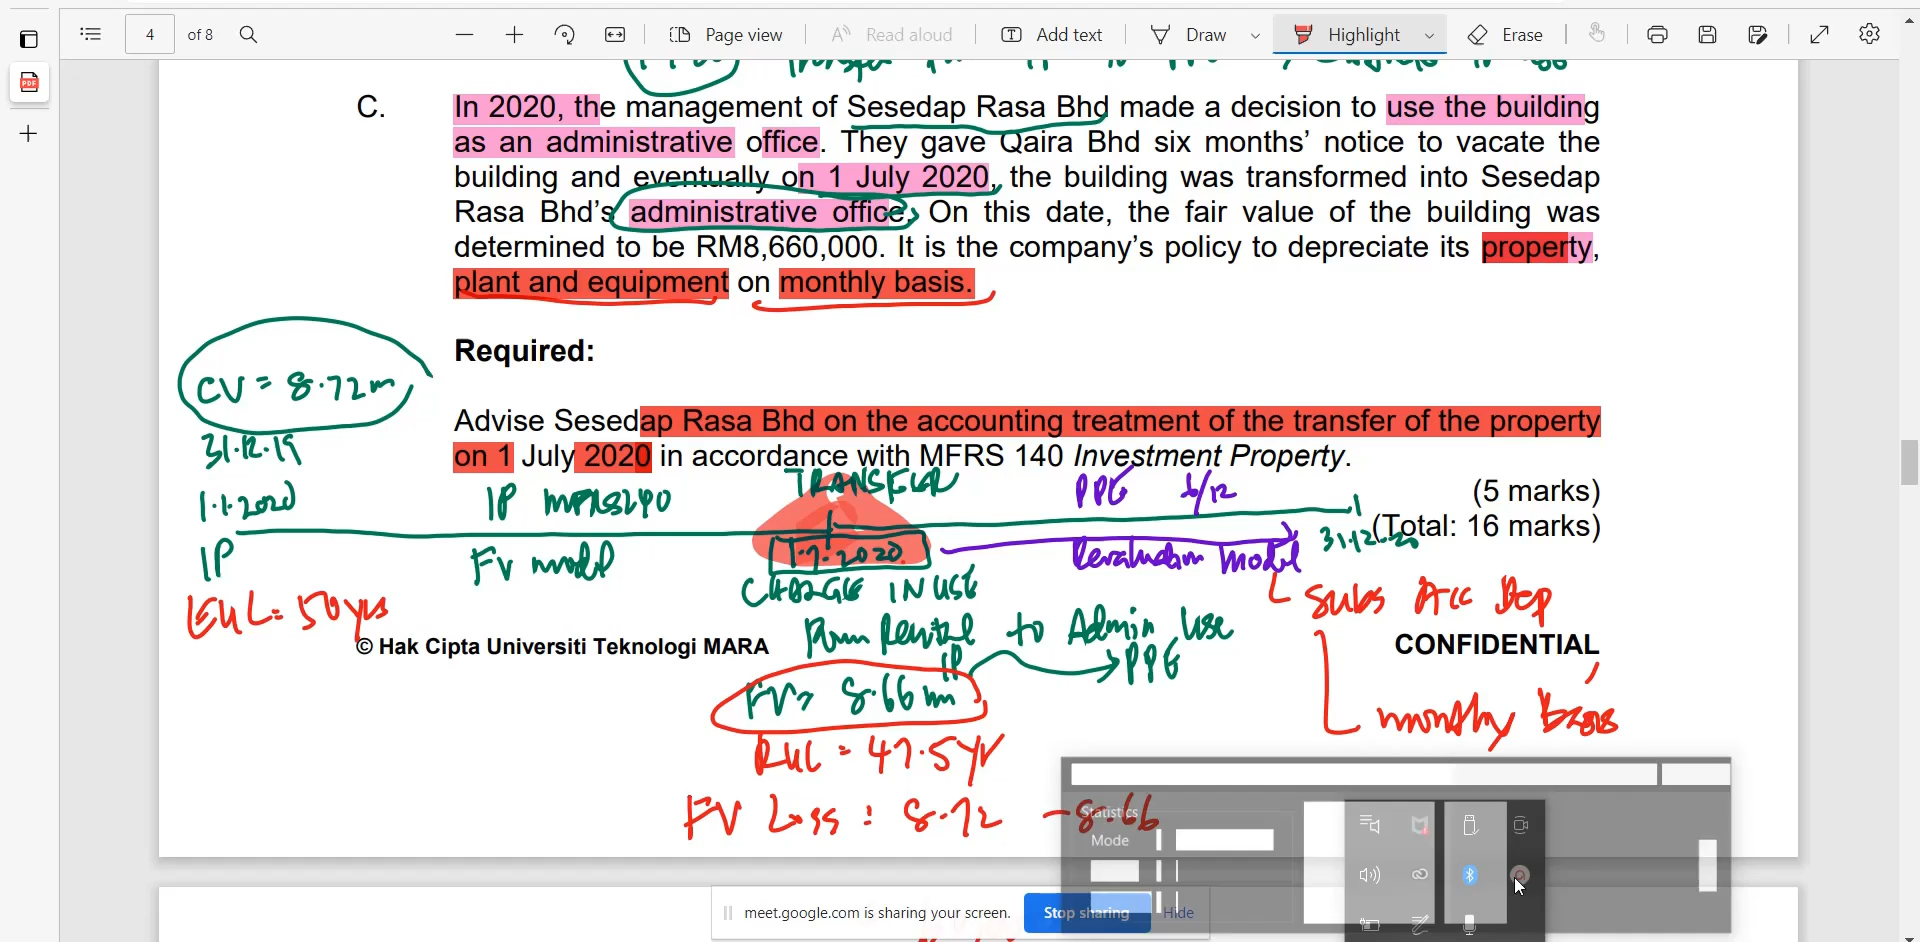 4 of 8 Page view Read aloud Add text Draw Highlight Erase
C. In 2020, the management of Sesedap Rasa Bhd made a decision to use the building
as an administrative office. They gave Qaira Bhd six months' notice to vacate the
building and eventually on 1 July 2020, the building was transformed into Sesedap
Rasa Bhd's administrative office. On this date, the fair value of the building was
determined to be RM8,660,000. It is the company's policy to depreciate its property,
plant and equipment on monthly basis.
Required:
CV = 8.72m
Advise Sesedap Rasa Bhd on the accounting treatment of the transfer of the property
on 1 July 2020 in accordance with MFRS 140 Investment Property.
31.12.19
TRANSFER
1.1.2020
IP
PPE 6/12
(5 marks)
(Total: 16 marks)
31.12.20
IP
FV model
1.7.2020
Revaluation Model
CHANGE IN USE
EUL = 50 yrs
Subs Acc Dep
From Rental to Admin Use
© Hak Cipta Universiti Teknologi MARA
CONFIDENTIAL
IP
PPE
FV = 8.66m
monthly Basis
RUL = 47.5 yr
FV Loss : 8.72 - 8.66
Statistics
Mode
meet.google.com is sharing your screen. Stop sharing Hide